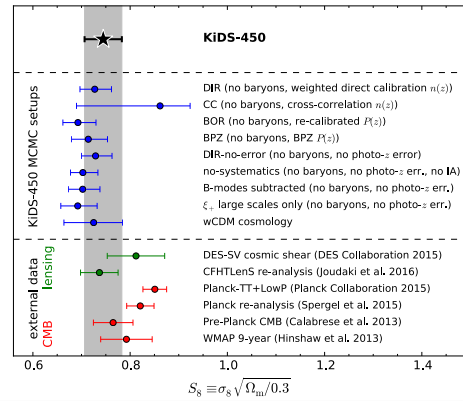 KiDS-450
KiDS-450 MCMC setups
DIR (no baryons, weighted direct calibration n(z))
CC (no baryons, cross-correlation n(z))
BOR (no baryons, re-calibrated P(z))
BPZ (no baryons, BPZ P(z))
DIR-no-error (no baryons, no photo-z error)
no-systematics (no baryons, no photo-z err., no IA)
B-modes subtracted (no baryons, no photo-z err.)
ξ₊ large scales only (no baryons, no photo-z err.)
wCDM cosmology
external data
lensing
CMB
DES-SV cosmic shear (DES Collaboration 2015)
CFHTLenS re-analysis (Joudaki et al. 2016)
Planck-TT+LowP (Planck Collaboration 2015)
Planck re-analysis (Spergel et al. 2015)
Pre-Planck CMB (Calabrese et al. 2013)
WMAP 9-year (Hinshaw et al. 2013)
0.6 0.8 1.0 1.2 1.4
S₈ ≡ σ₈ √Ωₘ/0.3